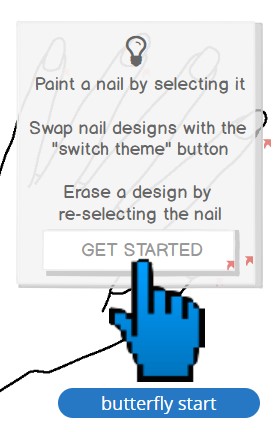 Paint a nail by selecting it
Swap nail designs with the
"switch theme" button
Erase a design by
re-selecting the nail
GET STARTED
butterfly start